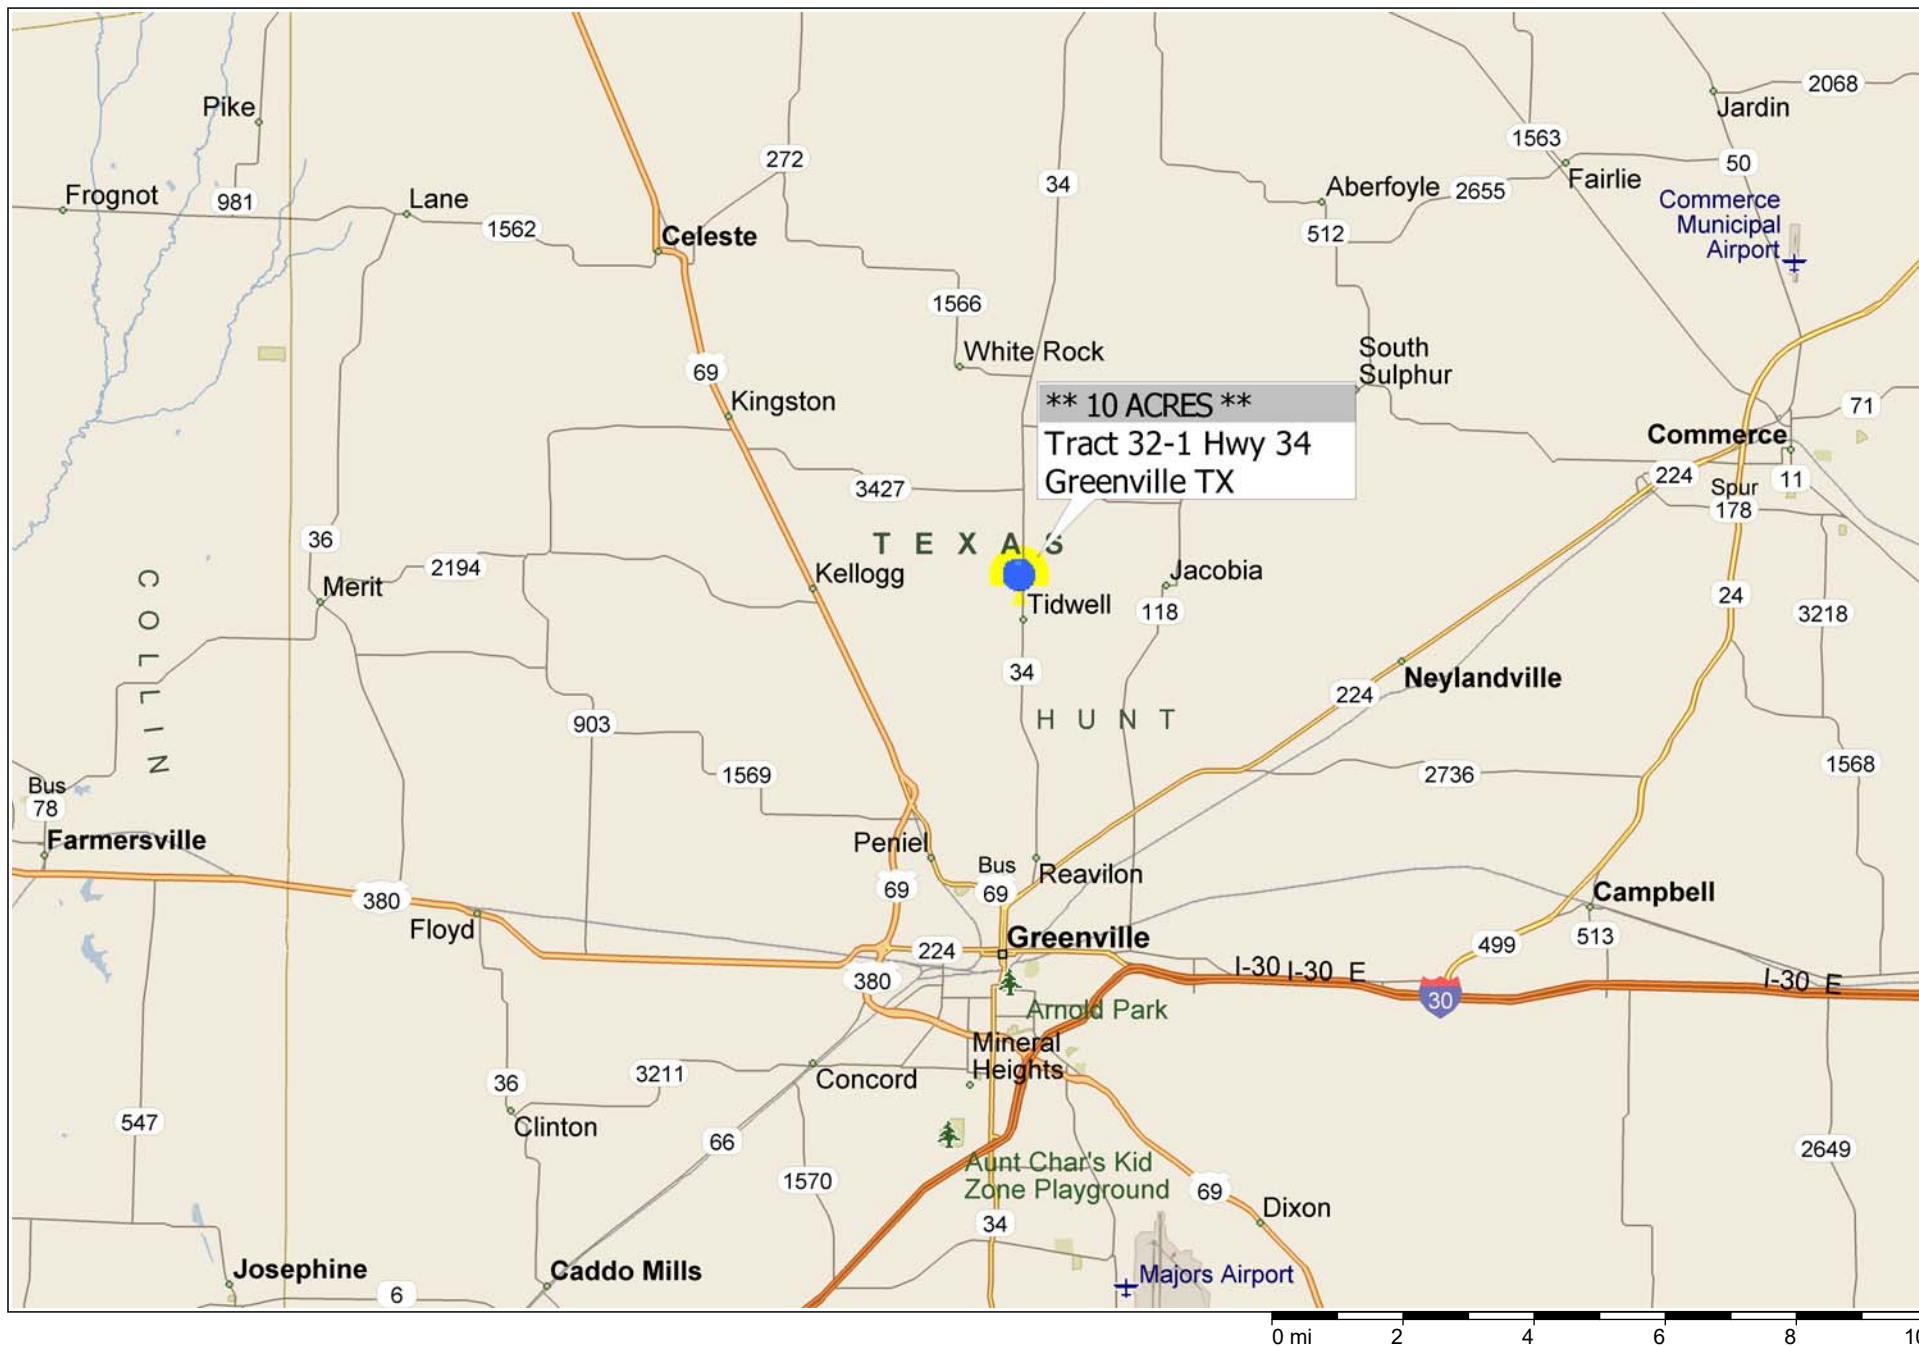 Pike
2068
Jardin
1563
272
50
34
Fairlie
Aberfoyle
2655
Frognot
981
Lane
Commerce
Municipal
Airport
1562
Celeste
512
1566
White Rock
South
Sulphur
69
Kingston
** 10 ACRES **
Tract 32-1 Hwy 34
Greenville TX
71
Commerce
224
Spur
178
11
3427
TEXAS
36
2194
Merit
Kellogg
Jacobia
COLLIN
Tidwell
118
24
3218
34
Neylandville
224
HUNT
903
1569
2736
1568
Bus
78
Farmersville
Peniel
Bus
69
Reavilon
69
380
Floyd
Campbell
224
Greenville
499
513
380
I-30 I-30 E
30
I-30 E
Arnold Park
Mineral
Heights
3211
Concord
36
Clinton
547
66
1570
Aunt Char's Kid
Zone Playground
2649
69
Dixon
34
Josephine
Caddo Mills
6
Majors Airport
0 mi 2 4 6 8